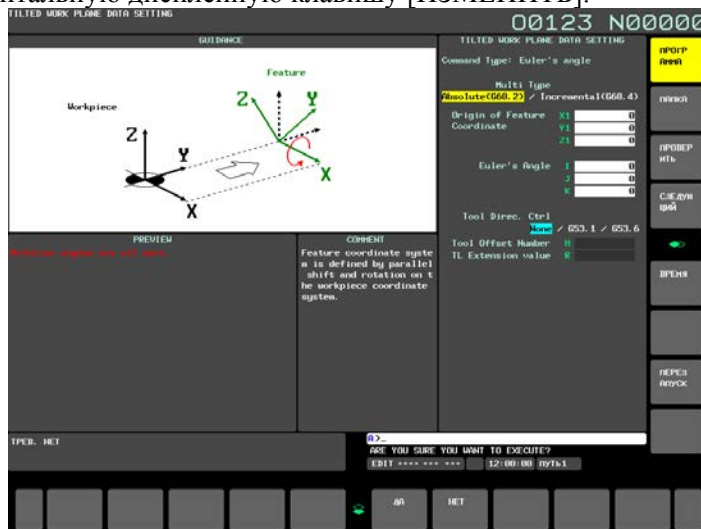 нтальную дисплейную клавишу [ИЗМЕНИТЬ].
TILTED WORK PLANE DATA SETTING
O0123 N00000
GUIDANCE
Feature
Workpiece
Z
Y
X
Z
Y
X
TILTED WORK PLANE DATA SETTING
Command Type: Euler's angle
Multi Type
Absolute(G68.2) / Incremental(G68.4)
Origin of Feature X1 0
Coordinate Y1 0
Z1 0
Euler's Angle I 0
J 0
K 0
Tool Direc. Ctrl
None / G53.1 / G53.6
Tool Offset Number H
TL Extension value R
PREVIEW
COMMENT
Feature coordinate syste
m is defined by parallel
shift and rotation on t
he workpiece coordinate
system.
ПРОГР
АММА
ПАПКА
ПРОВЕР
ИТЬ
СЛЕДУЮ
ЩИЙ
ВРЕМЯ
ПЕРЕЗ
АПУСК
ТРЕВ. НЕТ
A>_
ARE YOU SURE YOU WANT TO EXECUTE?
EDIT **** *** *** 12:00:00 ПУТЬ1
ДА
НЕТ